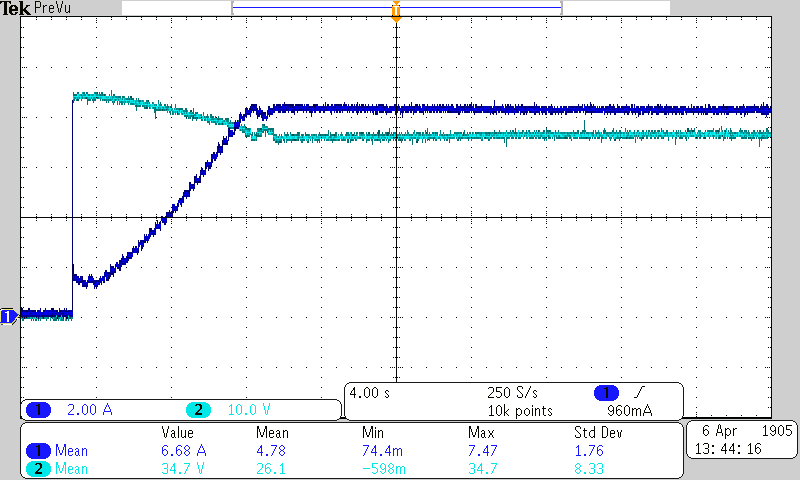 Tek PreVu
T
1
1 2.00 A 2 10.0 V
4.00 s 250 S/s 1
10k points 960mA
Value Mean Min Max Std Dev
1 Mean 6.68 A 4.78 74.4m 7.47 1.76
2 Mean 34.7 V 26.1 -598m 34.7 8.33
6 Apr 1905
13:44:16